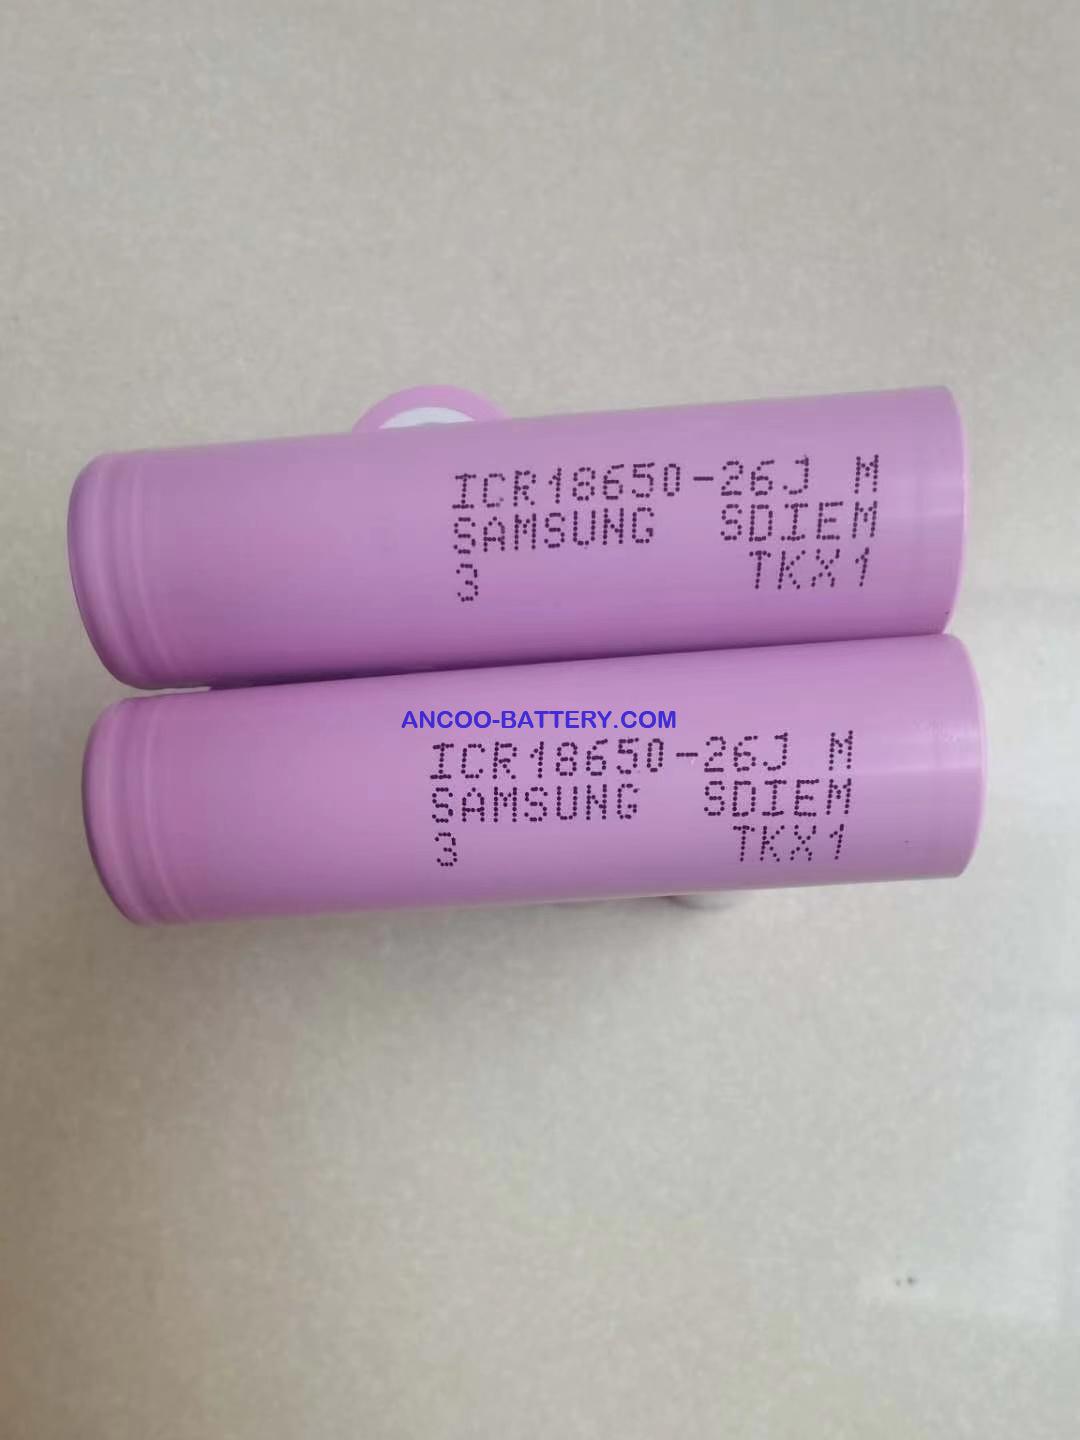 ICR18650-26J M
SAMSUNG SDIEM
3 TKX1
ANCOO-BATTERY.COM
ICR18650-26J M
SAMSUNG SDIEM
3 TKX1